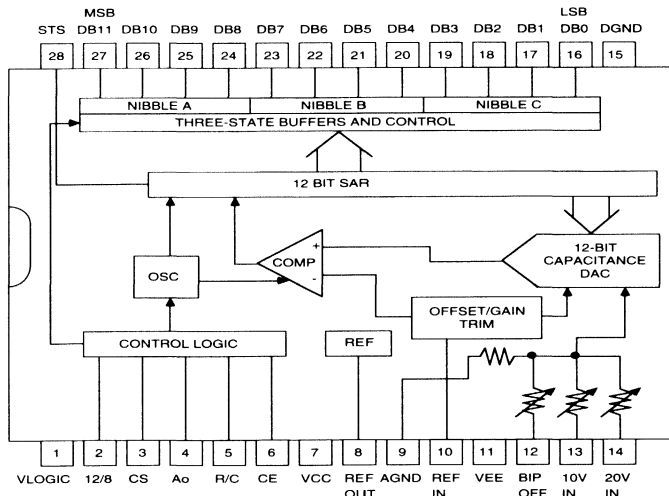 MSB LSB
STS DB11 DB10 DB9 DB8 DB7 DB6 DB5 DB4 DB3 DB2 DB1 DB0 DGND
28 27 26 25 24 23 22 21 20 19 18 17 16 15
NIBBLE A NIBBLE B NIBBLE C
THREE-STATE BUFFERS AND CONTROL
12 BIT SAR
+
COMP
-
12-BIT
CAPACITANCE
DAC
OSC
OFFSET/GAIN
TRIM
CONTROL LOGIC
REF
1 2 3 4 5 6 7 8 9 10 11 12 13 14
VLOGIC 12/8 CS Ao R/C CE VCC REF AGND REF VEE BIP 10V 20V
OUT IN OFF IN IN